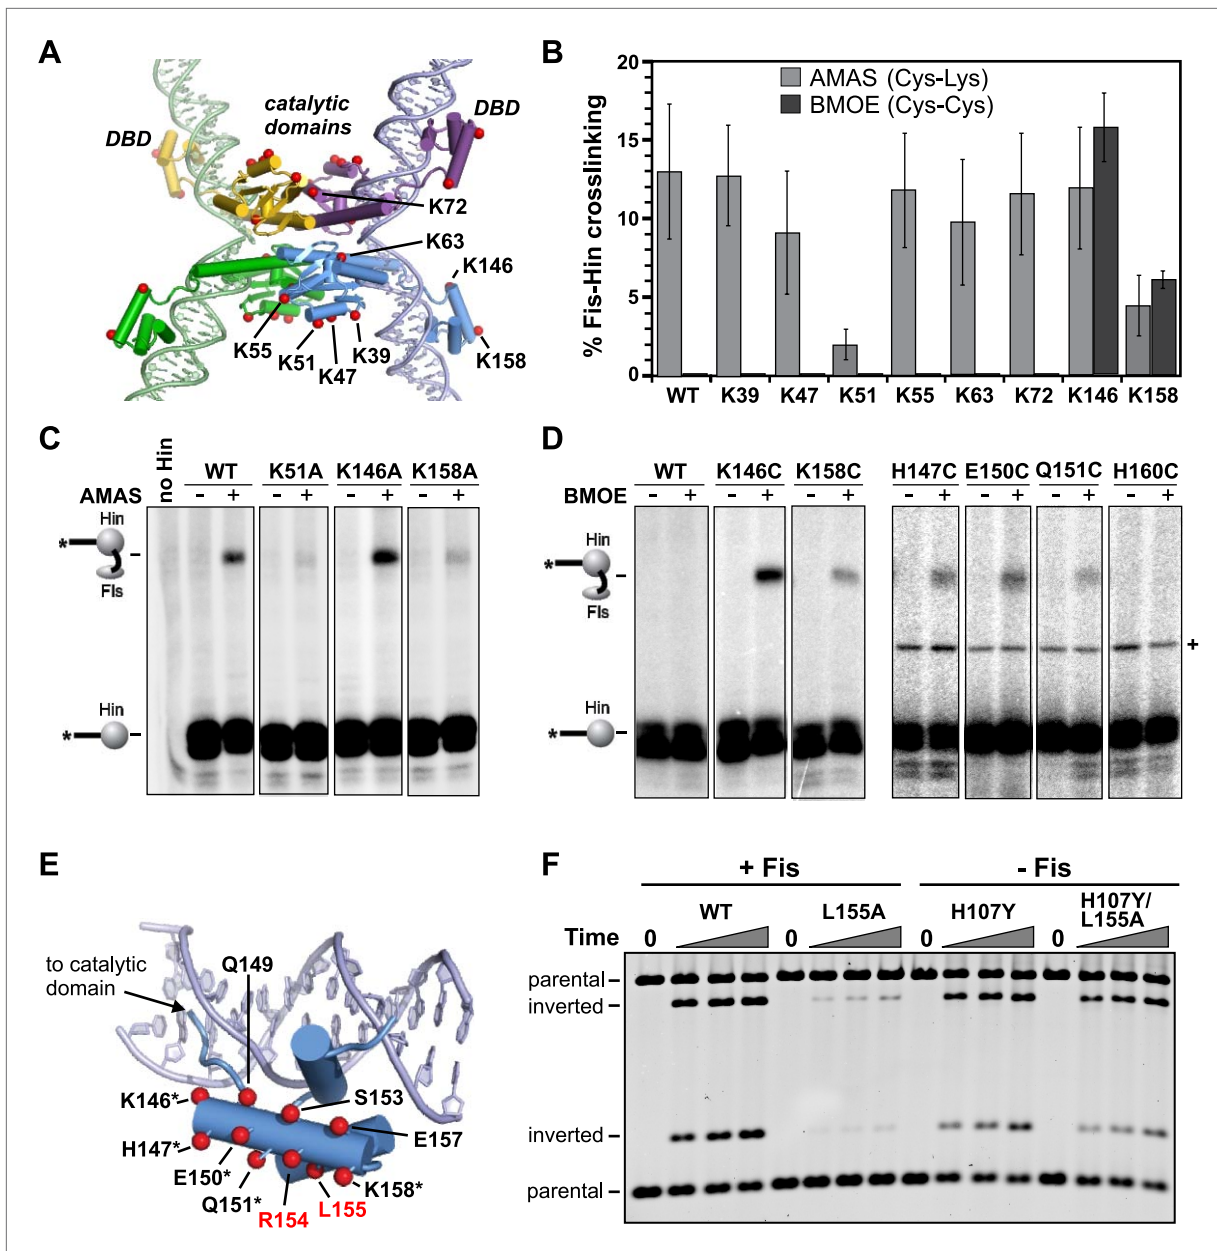 A
DBD
catalytic
domains
DBD
K72
K63
K146
K55
K51
K47
K39
K158
B
% Fis-Hin crosslinking
20
15
10
5
0
AMAS (Cys-Lys)
BMOE (Cys-Cys)
WT K39 K47 K51 K55 K63 K72 K146 K158
C
no Hin
WT K51A K146A K158A
AMAS - + - + - + - +
Hin
*
Fis
Hin
*
D
WT K146C K158C H147C E150C Q151C H160C
BMOE - + - + - + - + - + - + - +
Hin
*
Fis
+
Hin
*
E
to catalytic
domain
Q149
K146*
S153
H147*
E157
E150*
Q151*
K158*
R154
L155
F
+ Fis - Fis
WT L155A H107Y H107Y/
L155A
Time 0 0 0 0
parental
inverted
inverted
parental